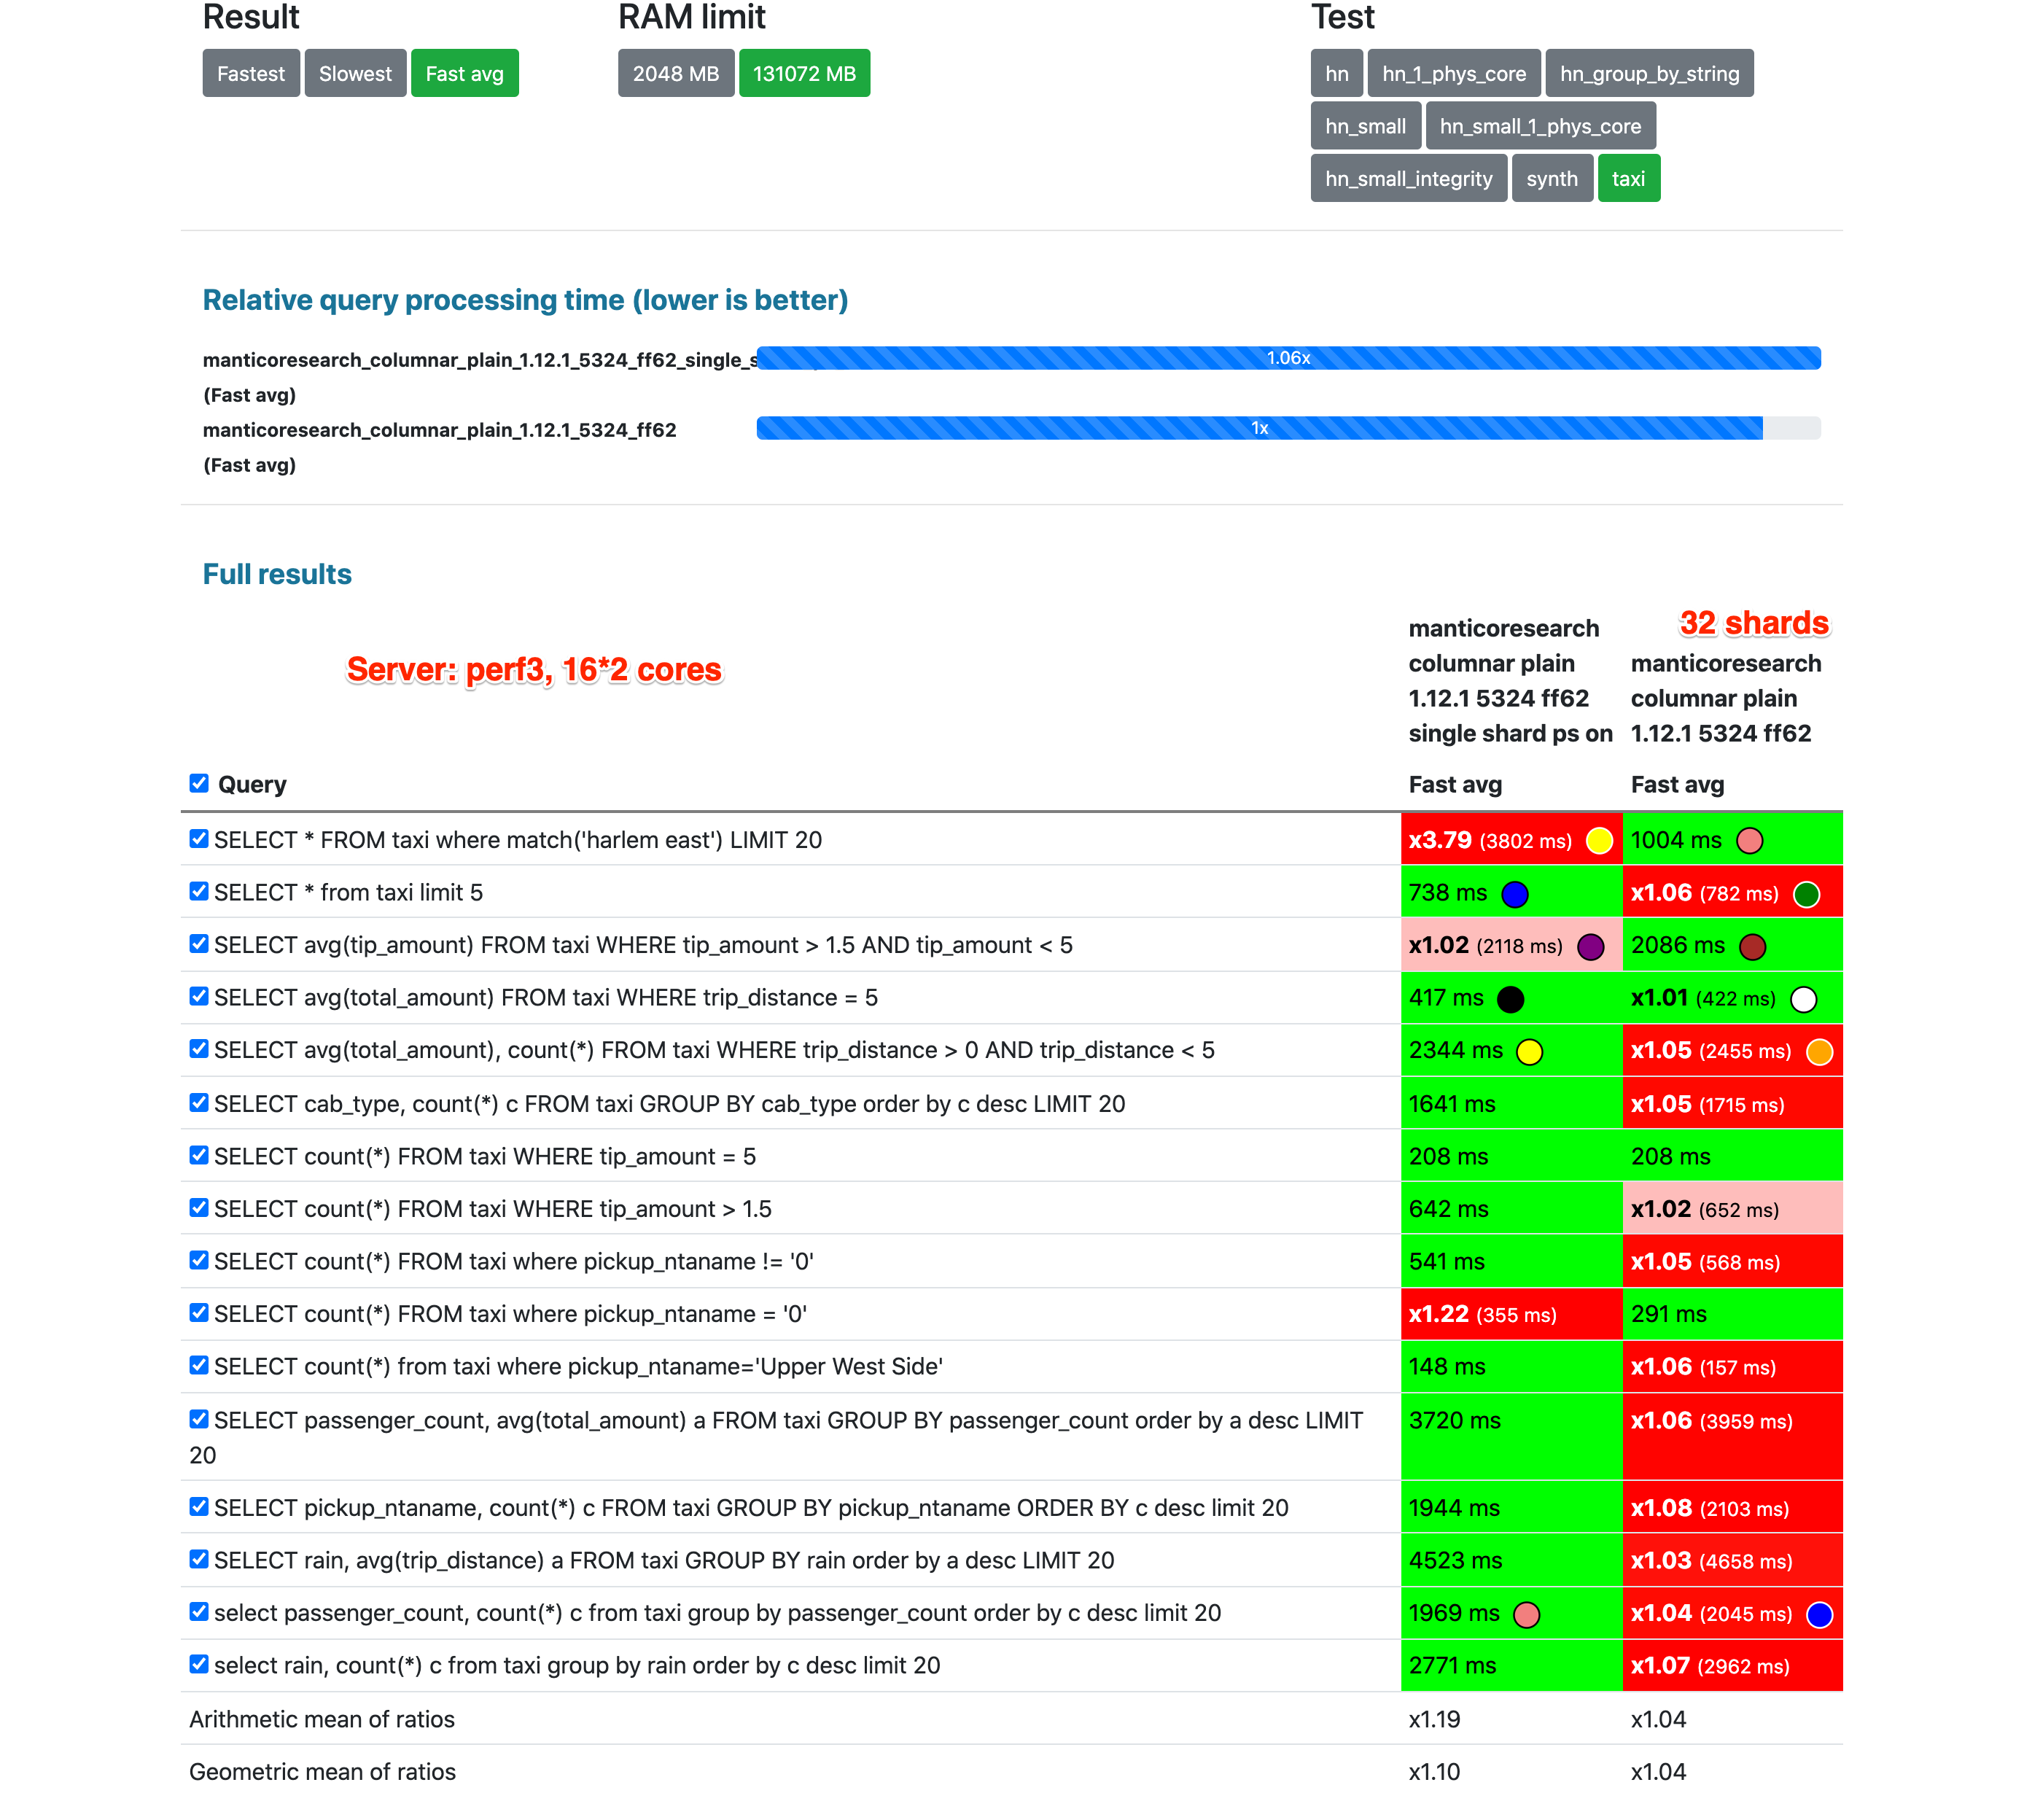 Result
RAM limit
Test
Fastest Slowest Fast avg
2048 MB 131072 MB
hn hn_1_phys_core hn_group_by_string
hn_small hn_small_1_phys_core
hn_small_integrity synth taxi
Relative query processing time (lower is better)
manticoresearch_columnar_plain_1.12.1_5324_ff62_single_s
1.06x
(Fast avg)
manticoresearch_columnar_plain_1.12.1_5324_ff62
1x
(Fast avg)
Full results
Server: perf3, 16*2 cores
manticoresearch
columnar plain
1.12.1 5324 ff62
single shard ps on
32 shards
manticoresearch
columnar plain
1.12.1 5324 ff62
Query Fast avg Fast avg
SELECT * FROM taxi where match('harlem east') LIMIT 20 x3.79 (3802 ms) 1004 ms
SELECT * from taxi limit 5 738 ms x1.06 (782 ms)
SELECT avg(tip_amount) FROM taxi WHERE tip_amount > 1.5 AND tip_amount < 5 x1.02 (2118 ms) 2086 ms
SELECT avg(total_amount) FROM taxi WHERE trip_distance = 5 417 ms x1.01 (422 ms)
SELECT avg(total_amount), count(*) FROM taxi WHERE trip_distance > 0 AND trip_distance < 5 2344 ms x1.05 (2455 ms)
SELECT cab_type, count(*) c FROM taxi GROUP BY cab_type order by c desc LIMIT 20 1641 ms x1.05 (1715 ms)
SELECT count(*) FROM taxi WHERE tip_amount = 5 208 ms 208 ms
SELECT count(*) FROM taxi WHERE tip_amount > 1.5 642 ms x1.02 (652 ms)
SELECT count(*) FROM taxi where pickup_ntaname != '0' 541 ms x1.05 (568 ms)
SELECT count(*) FROM taxi where pickup_ntaname = '0' x1.22 (355 ms) 291 ms
SELECT count(*) from taxi where pickup_ntaname='Upper West Side' 148 ms x1.06 (157 ms)
SELECT passenger_count, avg(total_amount) a FROM taxi GROUP BY passenger_count order by a desc LIMIT 3720 ms x1.06 (3959 ms)
20
SELECT pickup_ntaname, count(*) c FROM taxi GROUP BY pickup_ntaname ORDER BY c desc limit 20 1944 ms x1.08 (2103 ms)
SELECT rain, avg(trip_distance) a FROM taxi GROUP BY rain order by a desc LIMIT 20 4523 ms x1.03 (4658 ms)
select passenger_count, count(*) c from taxi group by passenger_count order by c desc limit 20 1969 ms x1.04 (2045 ms)
select rain, count(*) c from taxi group by rain order by c desc limit 20 2771 ms x1.07 (2962 ms)
Arithmetic mean of ratios x1.19 x1.04
Geometric mean of ratios x1.10 x1.04